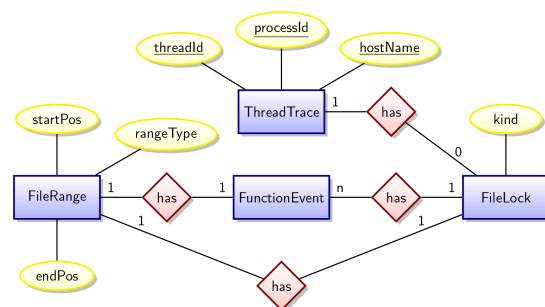 processId
threadId
hostName
ThreadTrace
1
has
startPos
rangeType
kind
0
FileRange
1
has
1
FunctionEvent
n
has
1
FileLock
1
1
endPos
has